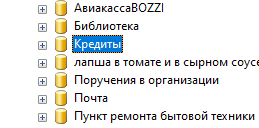 АвиакассаBOZZI
Библиотека
Кредиты
лапша в томате и в сырном соусе
Поручения в организации
Почта
Пункт ремонта бытовой техники